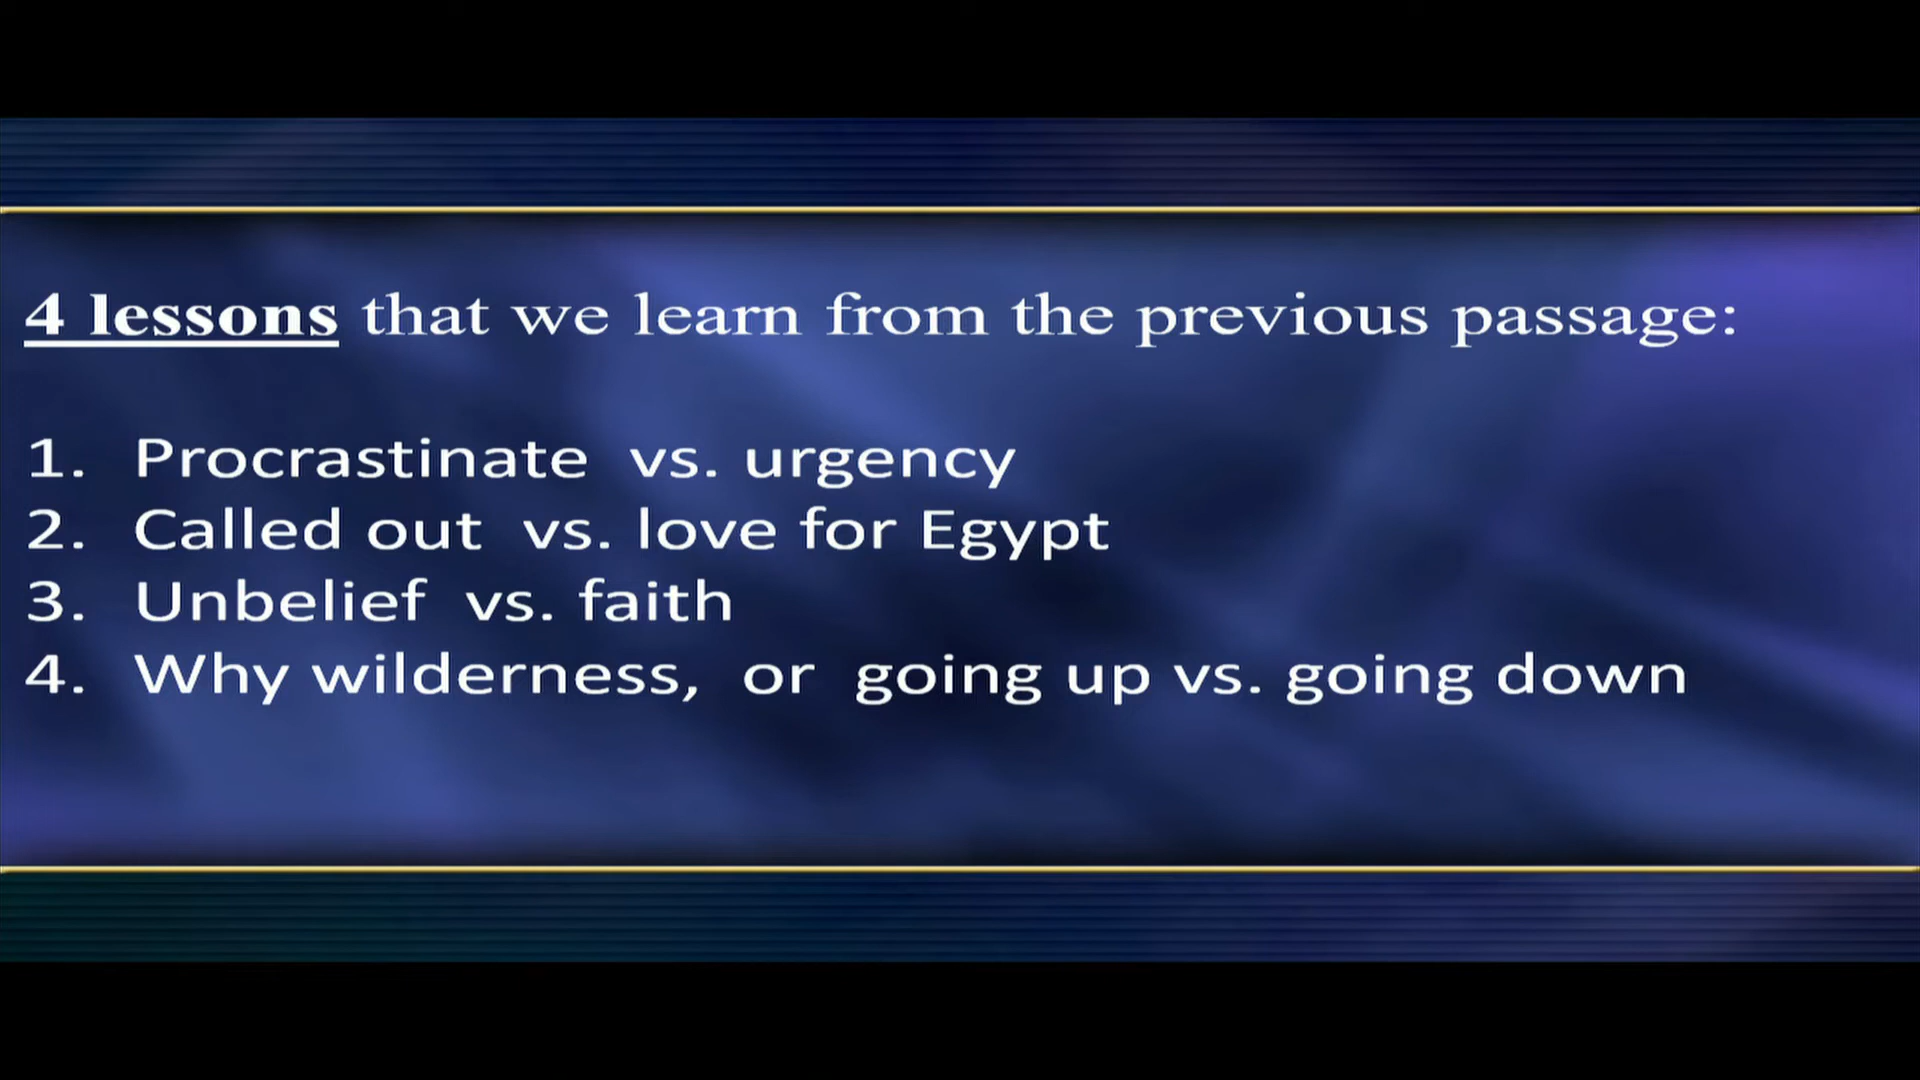 4 lessons that we learn from the previous passage:
1. Procrastinate vs. urgency
2. Called out vs. love for Egypt
3. Unbelief vs. faith
4. Why wilderness, or going up vs. going down